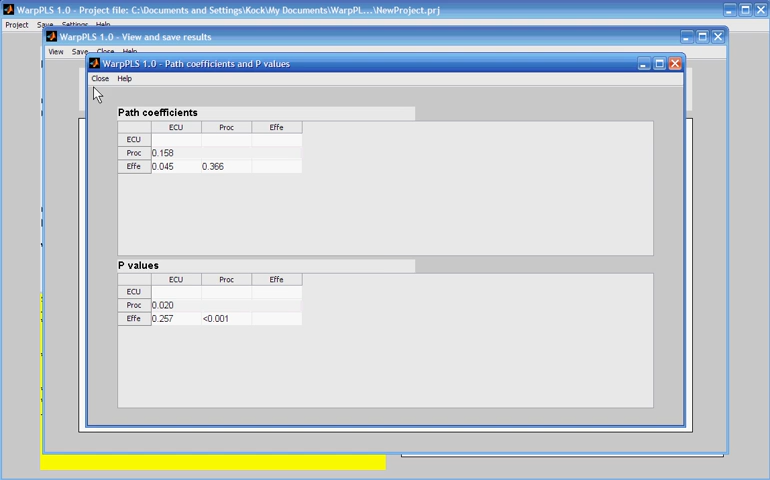 WarpPLS 1.0 - Project file: C:\Documents and Settings\Kock\My Documents\WarpPL...\NewProject.prj
Project Save Settings Help
WarpPLS 1.0 - View and save results
View Save Close Help
WarpPLS 1.0 - Path coefficients and P values
Close Help
Path coefficients
ECU Proc Effe
ECU
Proc 0.158
Effe 0.045 0.366
P values
ECU Proc Effe
ECU
Proc 0.020
Effe 0.257 <0.001